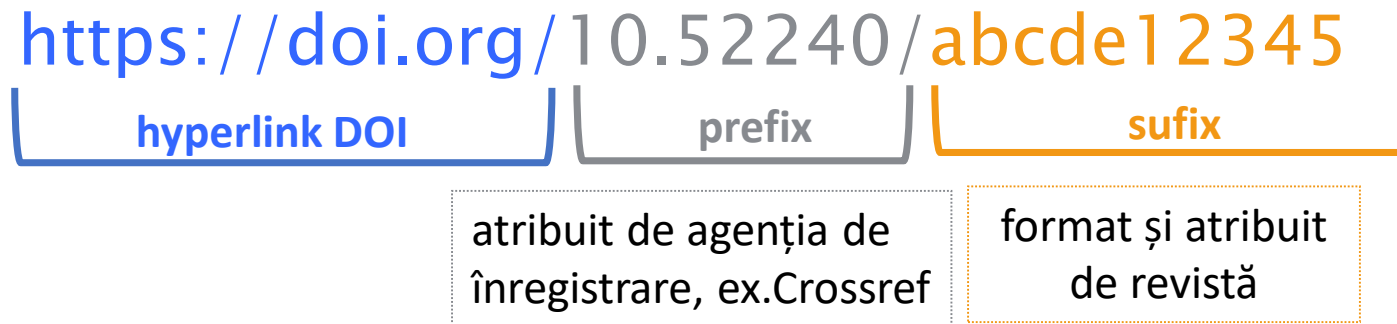 https://doi.org/10.52240/abcde12345
hyperlink DOI prefix sufix
atribuit de agenția de
înregistrare, ex.Crossref
format și atribuit
de revistă